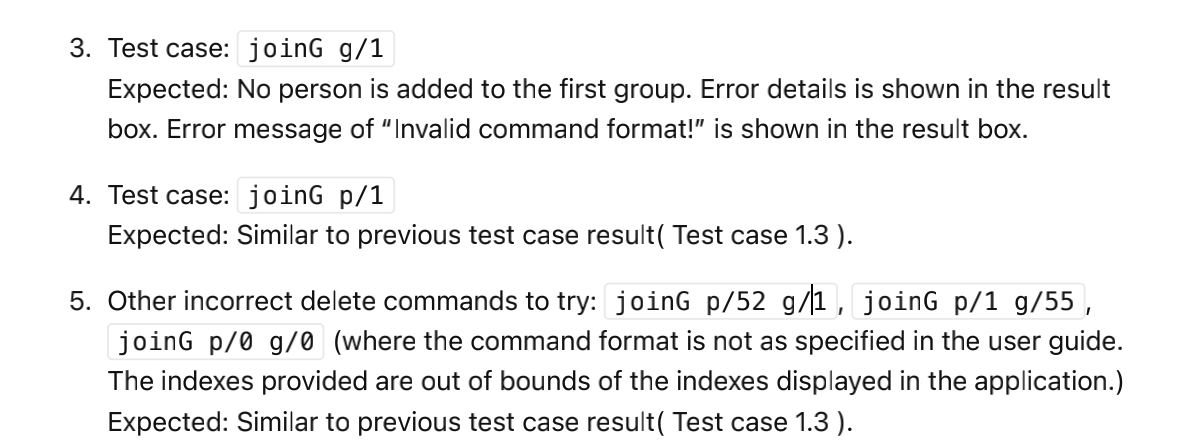 3. Test case: joinG g/1
Expected: No person is added to the first group. Error details is shown in the result
box. Error message of “Invalid command format!” is shown in the result box.
4. Test case: joinG p/1
Expected: Similar to previous test case result( Test case 1.3 ).
5. Other incorrect delete commands to try: joinG p/52 g/1, joinG p/1 g/55,
joinG p/0 g/0 (where the command format is not as specified in the user guide.
The indexes provided are out of bounds of the indexes displayed in the application.)
Expected: Similar to previous test case result( Test case 1.3 ).